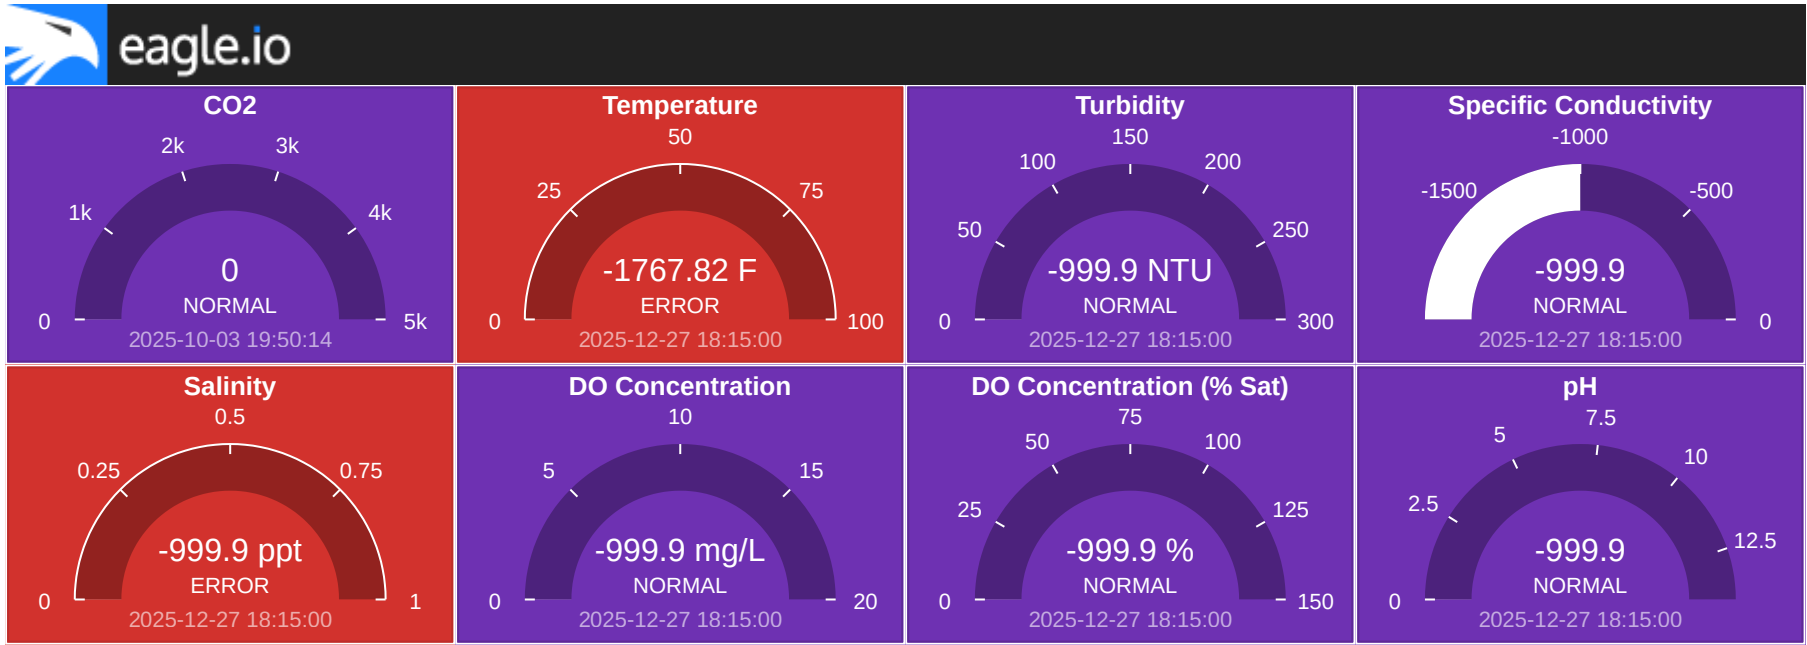 eagle.io
CO2
2k
3k
1k
4k
0
NORMAL
0
5k
2025-10-03 19:50:14
Temperature
50
25
75
-1767.82 F
ERROR
0
100
2025-12-27 18:15:00
Turbidity
150
100
200
50
250
-999.9 NTU
NORMAL
0
300
2025-12-27 18:15:00
Specific Conductivity
-1000
-1500
-500
-999.9
NORMAL
0
2025-12-27 18:15:00
Salinity
0.5
0.25
0.75
-999.9 ppt
ERROR
0
1
2025-12-27 18:15:00
DO Concentration
10
5
15
-999.9 mg/L
NORMAL
0
20
2025-12-27 18:15:00
DO Concentration (% Sat)
75
50
100
25
125
-999.9 %
NORMAL
0
150
2025-12-27 18:15:00
pH
7.5
5
10
2.5
12.5
-999.9
NORMAL
0
2025-12-27 18:15:00